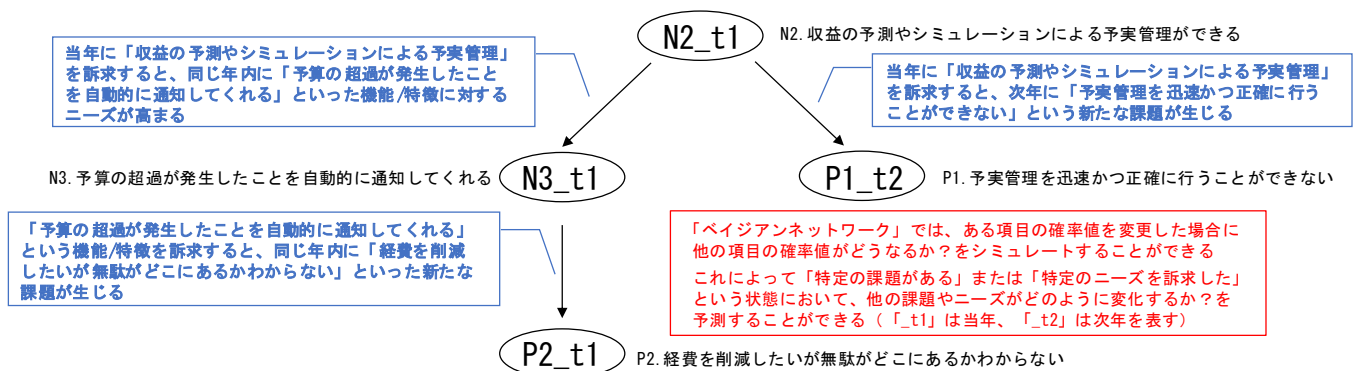 N2_t1
N2.収益の予測やシミュレーションによる予実管理ができる
当年に「収益の予測やシミュレーションによる予実管理」
を訴求すると、同じ年内に「予算の超過が発生したこと
を自動的に通知してくれる」といった機能/特徴に対する
ニーズが高まる
当年に「収益の予測やシミュレーションによる予実管理」
を訴求すると、次年に「予実管理を迅速かつ正確に行う
ことができない」という新たな課題が生じる
N3.予算の超過が発生したことを自動的に通知してくれる
N3_t1
P1_t2
P1.予実管理を迅速かつ正確に行うことができない
「予算の超過が発生したことを自動的に通知してくれる」
という機能/特徴を訴求すると、同じ年内に「経費を削減
したいが無駄がどこにあるかわからない」といった新たな
課題が生じる
「ベイジアンネットワーク」では、ある項目の確率値を変更した場合に
他の項目の確率値がどうなるか？をシミュレートすることができる
これによって「特定の課題がある」または「特定のニーズを訴求した」
という状態において、他の課題やニーズがどのように変化するか？を
予測することができる（「_t1」は当年、「_t2」は次年を表す）
P2_t1
P2.経費を削減したいが無駄がどこにあるかわからない